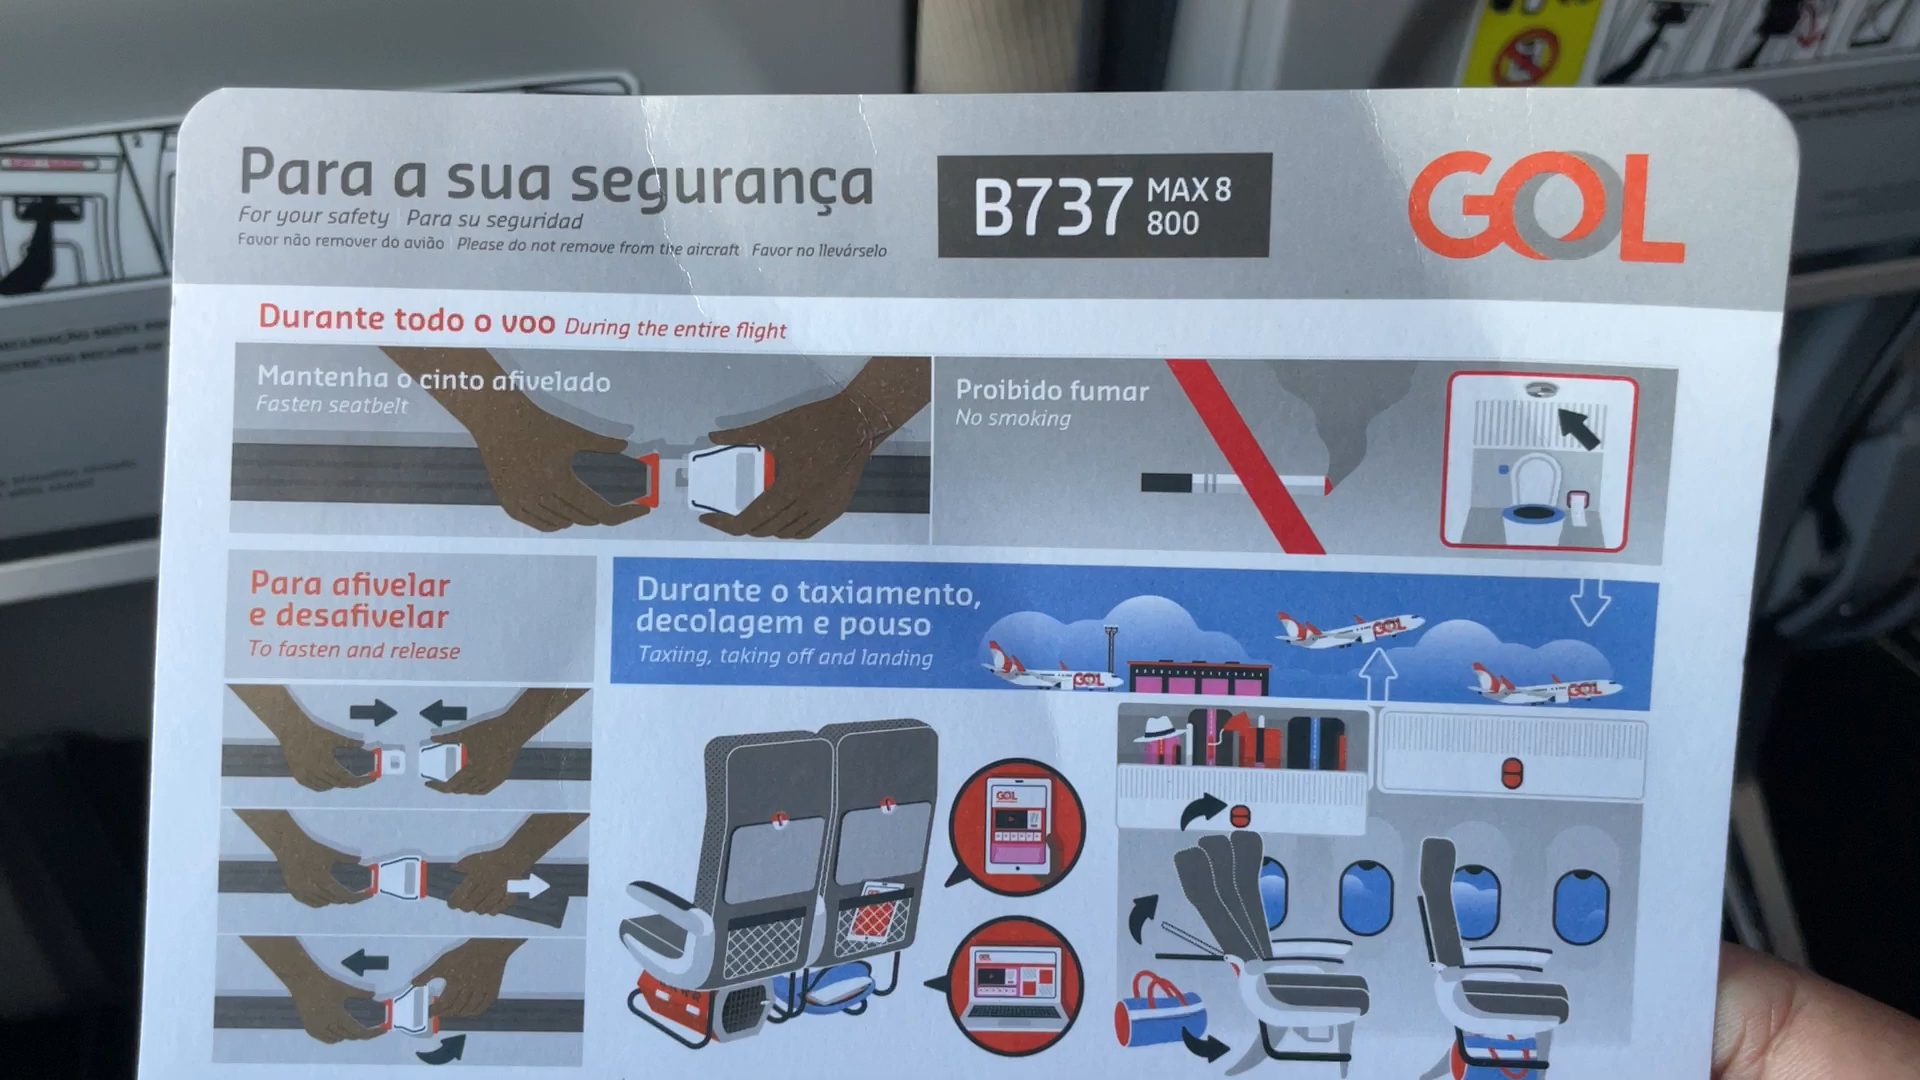 Para a sua segurança
For your safety Para su seguridad
Favor não remover do avião Please do not remove from the aircraft Favor no llevárselo
B737 MAX 8
800
GOL
Durante todo o voo During the entire flight
Mantenha o cinto afivelado
Fasten seatbelt
Proibido fumar
No smoking
Para afivelar
e desafivelar
To fasten and release
Durante o taxiamento,
decolagem e pouso
Taxiing, taking off and landing
GOL
GOL
GOL
GOL